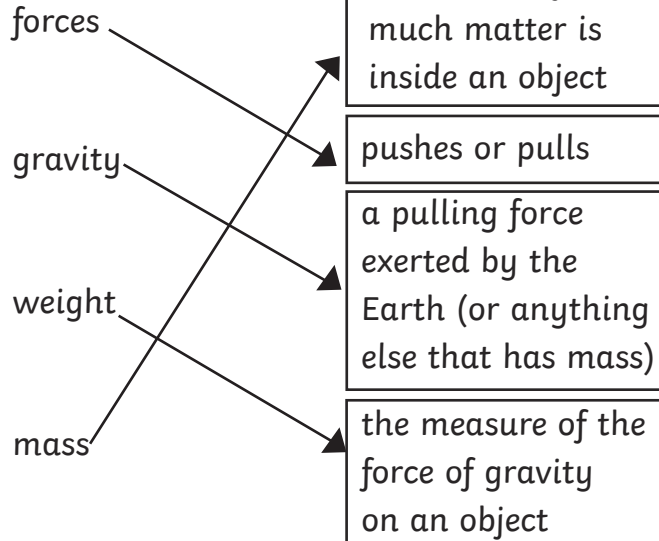 forces
gravity
weight
mass
much matter is
inside an object
pushes or pulls
a pulling force
exerted by the
Earth (or anything
else that has mass)
the measure of the
force of gravity
on an object